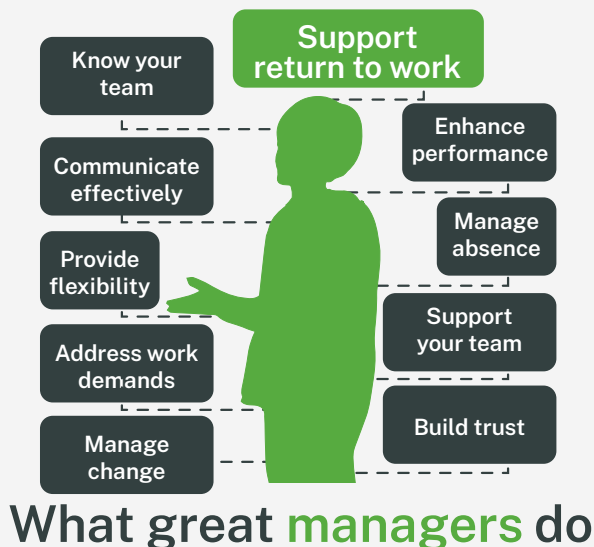 Support
return to work
Know your
team
Enhance
performance
Communicate
effectively
Manage
absence
Provide
flexibility
Support
your team
Address work
demands
Build trust
Manage
change
What great managers do